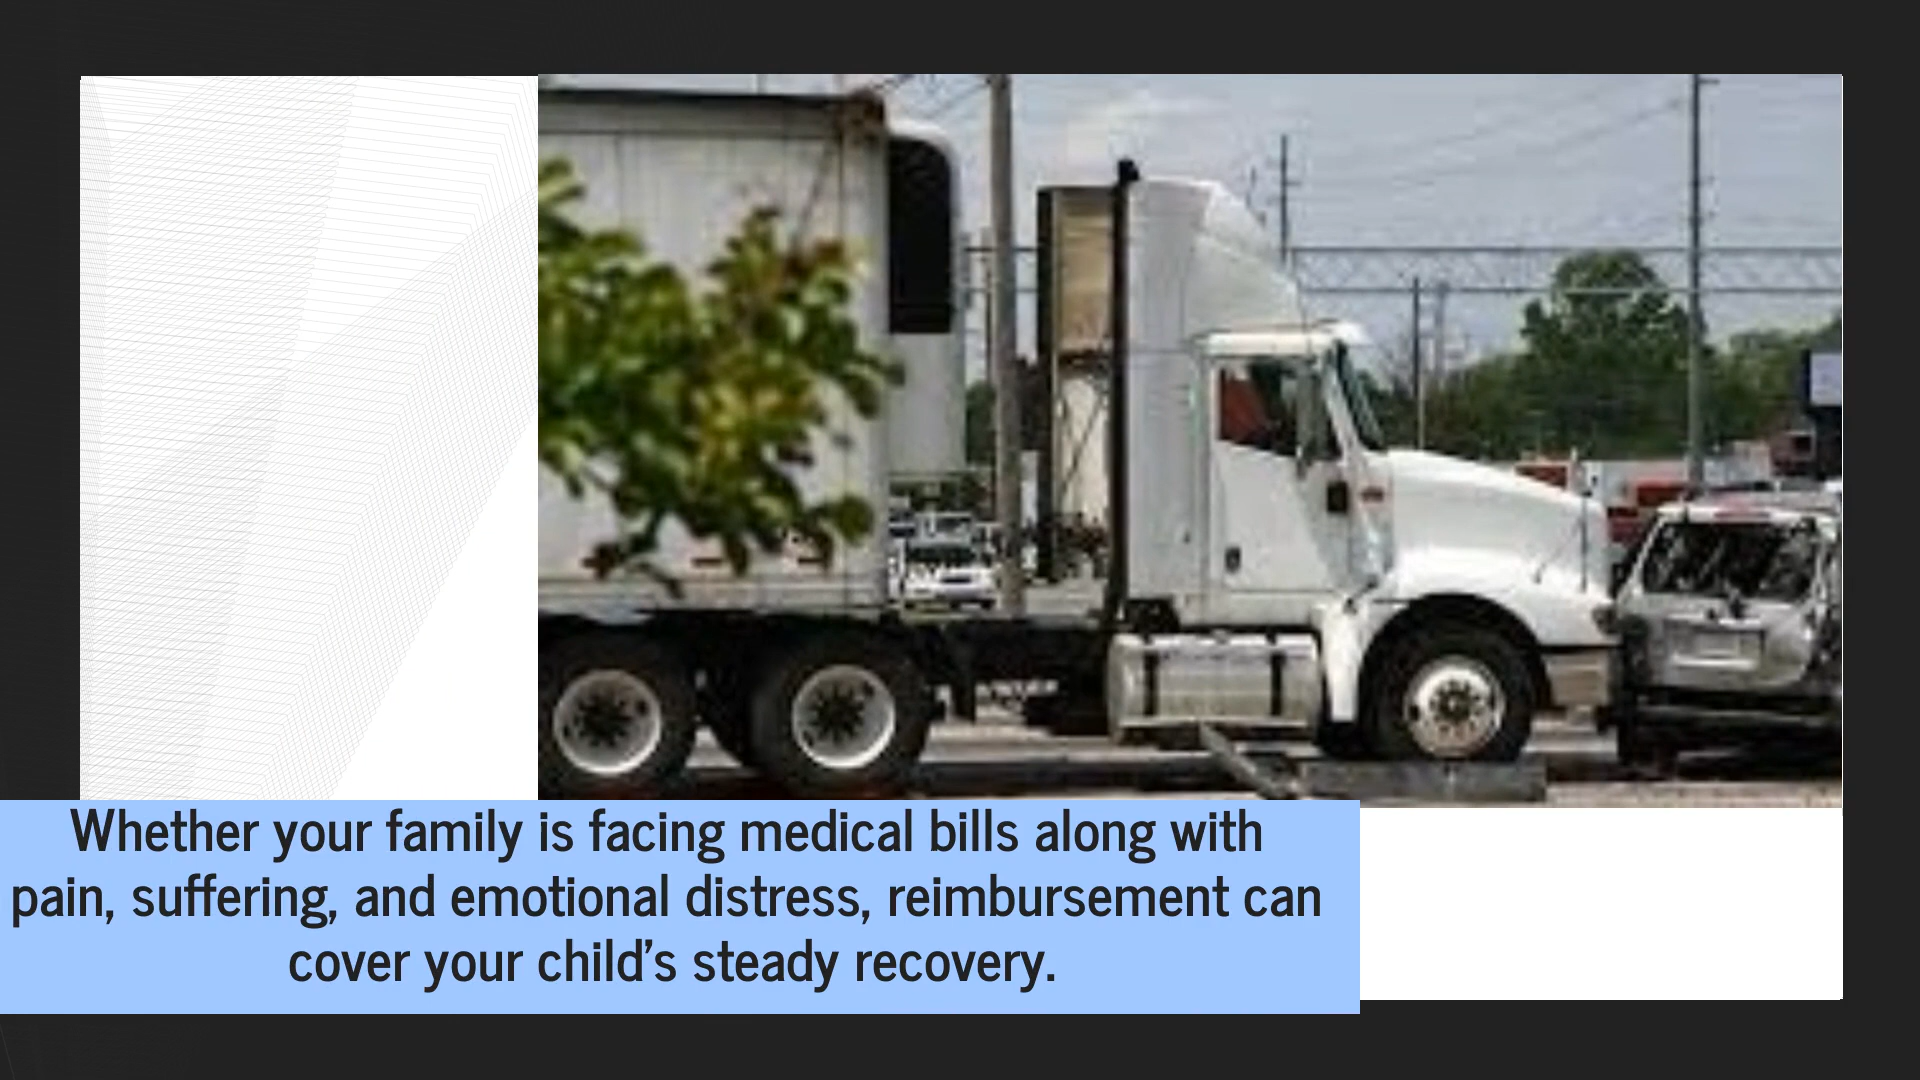 Whether your family is facing medical bills along with
pain, suffering, and emotional distress, reimbursement can
cover your child’s steady recovery.